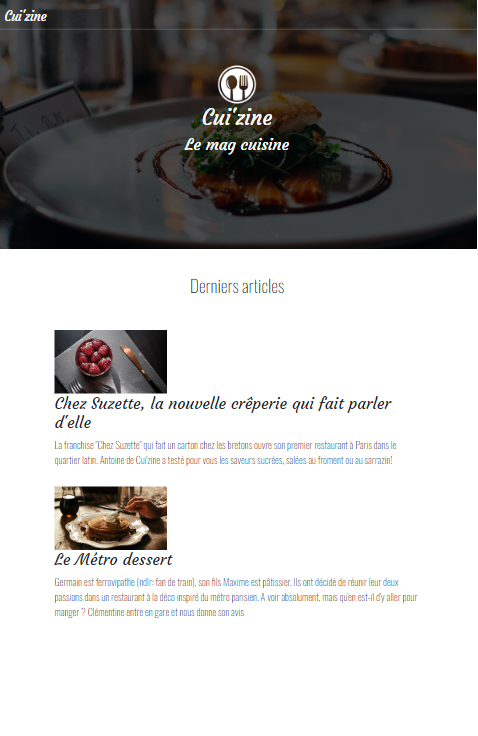 Cui'zine
Cui'zine
Le mag cuisine
Derniers articles
Chez Suzette, la nouvelle crêperie qui fait parler
d'elle
La franchise "Chez Suzette" qui fait un carton chez les bretons ouvre son premier restaurant à Paris dans le
quartier latin. Antoine de Cui'zine a testé pour vous les saveurs sucrées, salées au froment ou au sarrazin!
Le Métro dessert
Germain est ferrovipathe (ndlr: fan de train), son fils Maxime est pâtissier. Ils ont décidé de réunir leur deux
passions dans un restaurant à la déco inspiré du métro parisien. A voir absolument, mais qu'en est-il d'y aller pour
manger ? Clémentine entre en gare et nous donne son avis